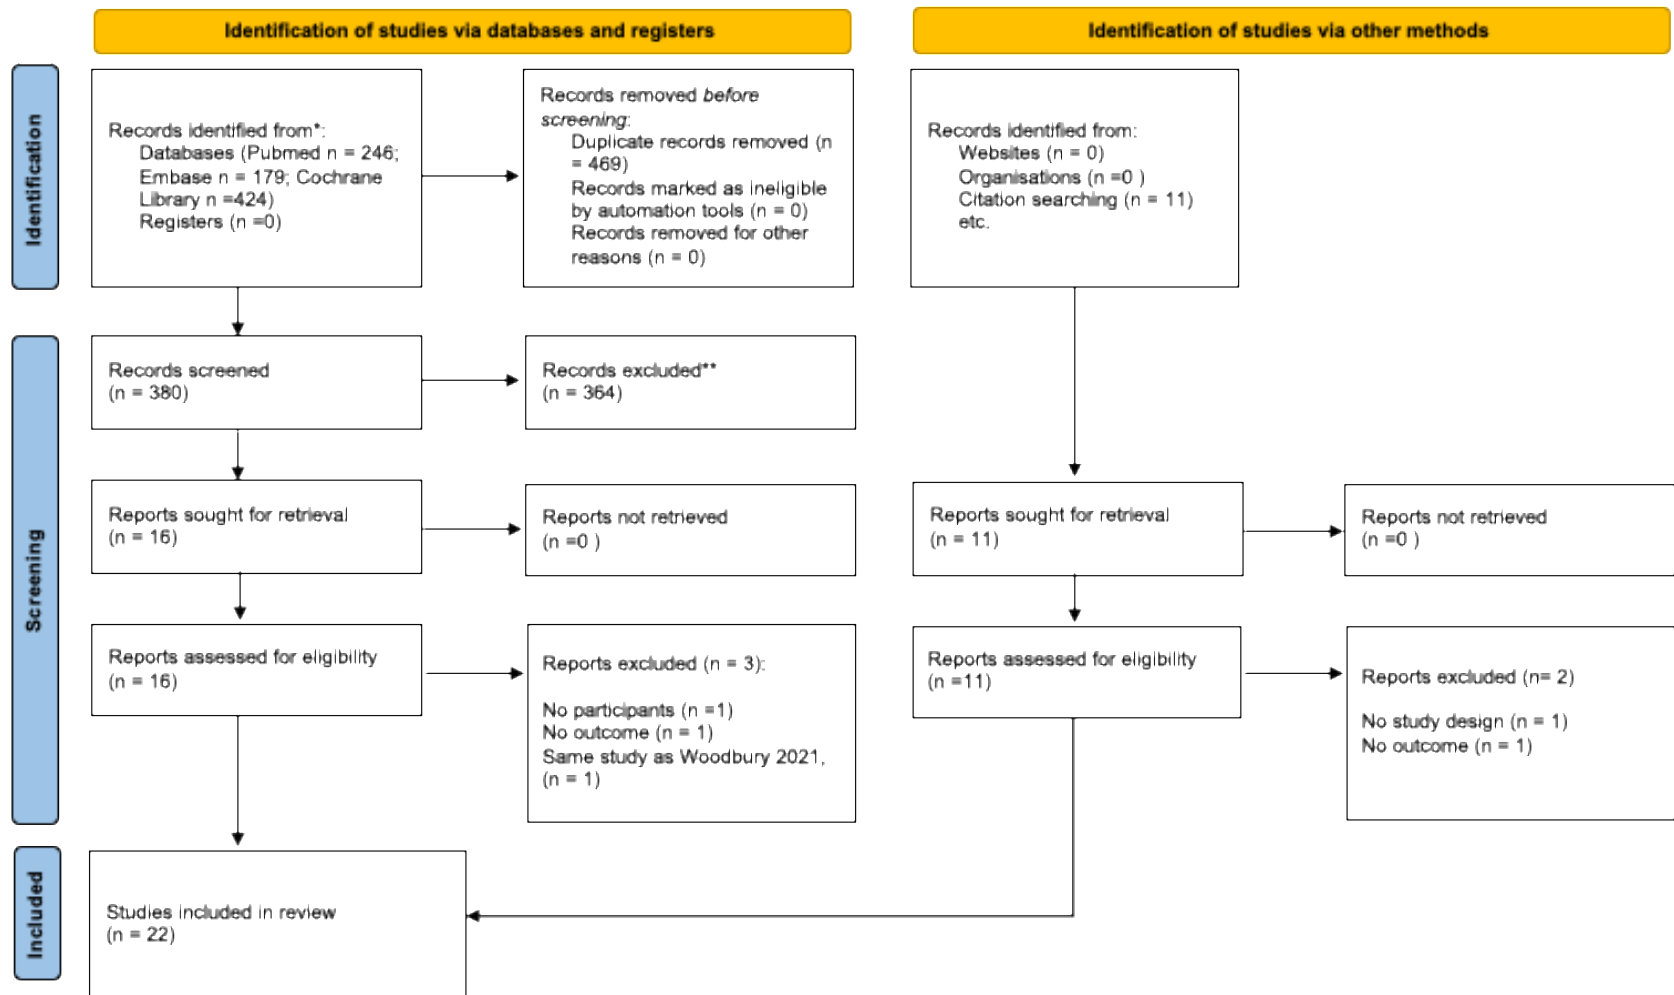 Identification of studies via databases and registers
Identification of studies via other methods
Identification
Records identified from*:
Databases (Pubmed n = 246;
Embase n = 179; Cochrane
Library n =424)
Registers (n =0)
Records removed before
screening:
Duplicate records removed (n
= 469)
Records marked as ineligible
by automation tools (n = 0)
Records removed for other
reasons (n = 0)
Records identified from:
Websites (n = 0)
Organisations (n =0 )
Citation searching (n = 11)
etc.
Screening
Records screened
(n = 380)
Records excluded**
(n = 364)
Reports sought for retrieval
(n = 16)
Reports not retrieved
(n =0 )
Reports sought for retrieval
(n = 11)
Reports not retrieved
(n =0 )
Reports assessed for eligibility
(n = 16)
Reports excluded (n = 3):
No participants (n =1)
No outcome (n = 1)
Same study as Woodbury 2021,
(n = 1)
Reports assessed for eligibility
(n =11)
Reports excluded (n= 2)
No study design (n = 1)
No outcome (n = 1)
Included
Studies included in review
(n = 22)